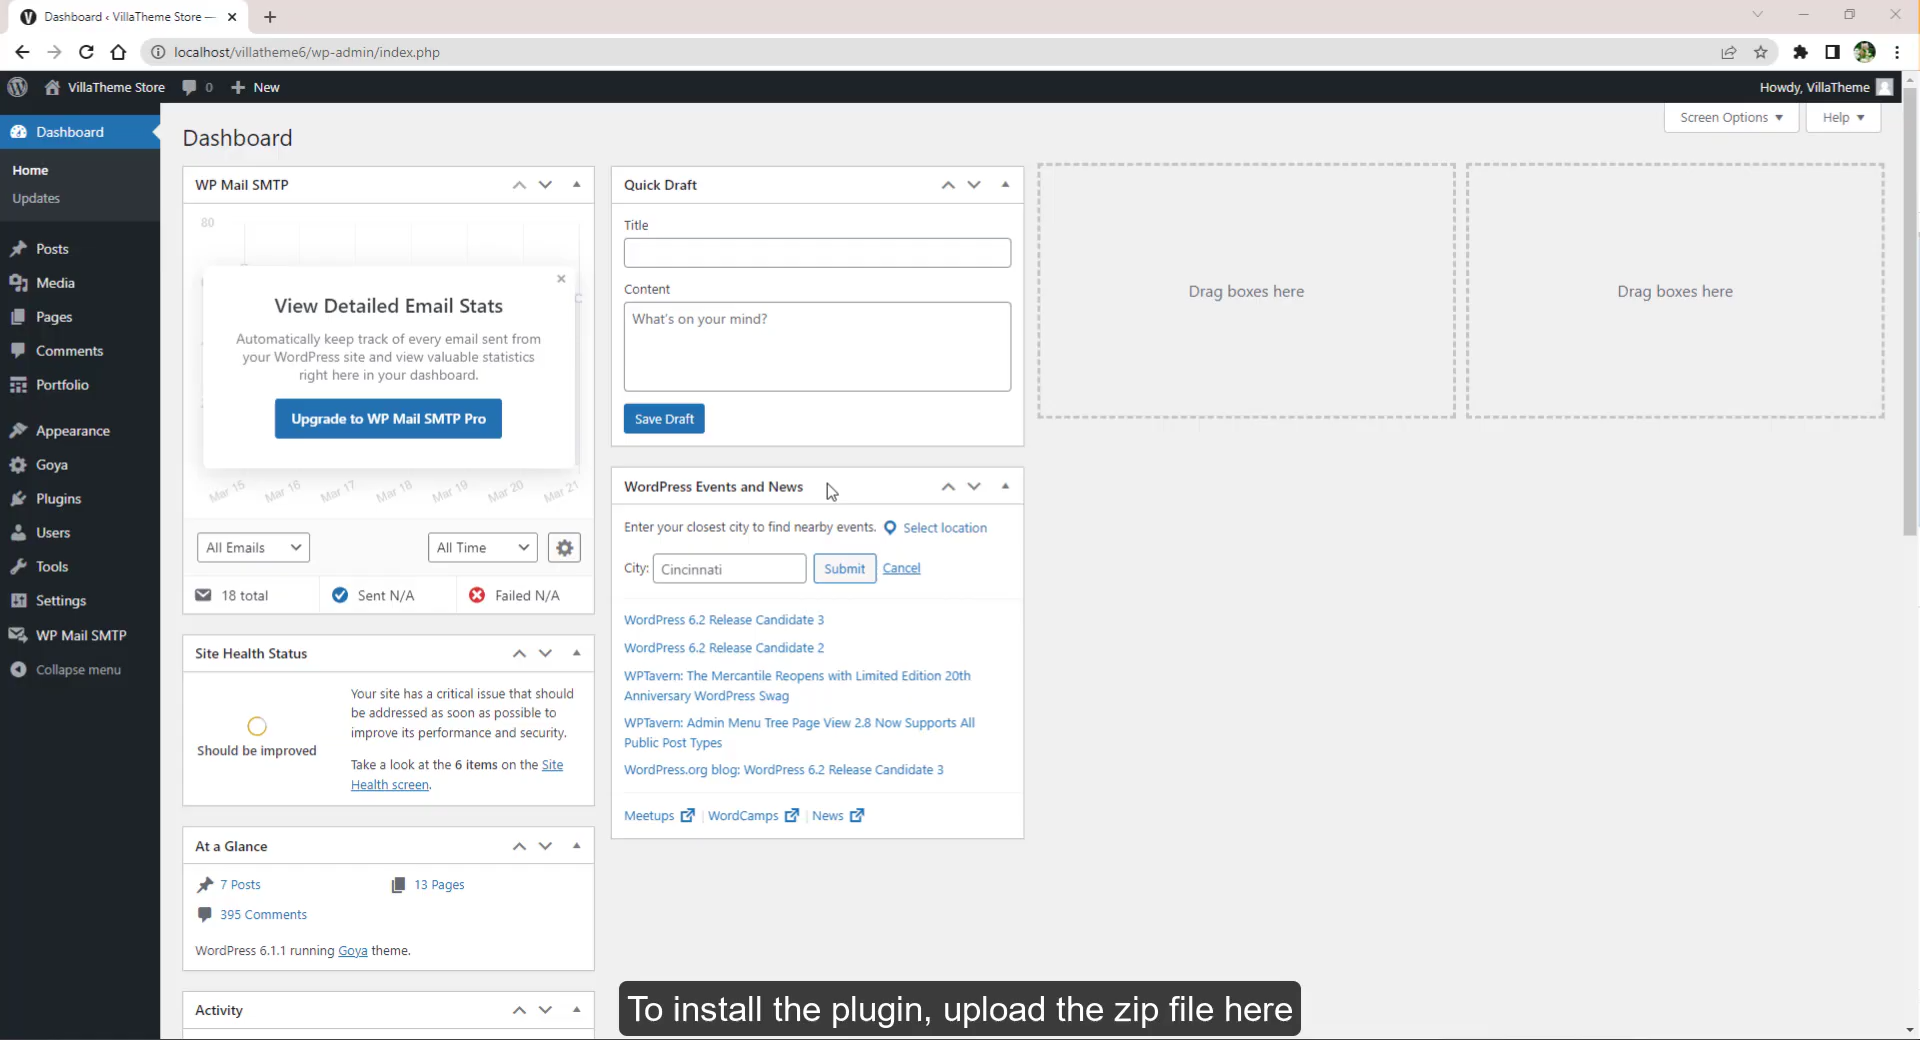 Dashboard ‹ VillaTheme Store —
localhost/villatheme6/wp-admin/index.php
VillaTheme Store
0
New
Howdy, VillaTheme
Screen Options
Help
Dashboard
Home
Updates
Posts
Media
Pages
Comments
Portfolio
Appearance
Goya
Plugins
Users
Tools
Settings
WP Mail SMTP
Collapse menu
Dashboard
WP Mail SMTP
80
View Detailed Email Stats
Automatically keep track of every email sent from
your WordPress site and view valuable statistics
right here in your dashboard.
Upgrade to WP Mail SMTP Pro
Mar 15
Mar 16
Mar 17
Mar 18
Mar 19
Mar 20
Mar 21
All Emails
All Time
18 total
Sent N/A
Failed N/A
Site Health Status
Should be improved
Your site has a critical issue that should
be addressed as soon as possible to
improve its performance and security.
Take a look at the 6 items on the Site
Health screen.
At a Glance
7 Posts
13 Pages
395 Comments
WordPress 6.1.1 running Goya theme.
Activity
Quick Draft
Title
Content
What's on your mind?
Save Draft
WordPress Events and News
Enter your closest city to find nearby events.
Select location
City:
Cincinnati
Submit
Cancel
WordPress 6.2 Release Candidate 3
WordPress 6.2 Release Candidate 2
WPTavern: The Mercantile Reopens with Limited Edition 20th
Anniversary WordPress Swag
WPTavern: Admin Menu Tree Page View 2.8 Now Supports All
Public Post Types
WordPress.org blog: WordPress 6.2 Release Candidate 3
Meetups | WordCamps | News
Drag boxes here
Drag boxes here
To install the plugin, upload the zip file here